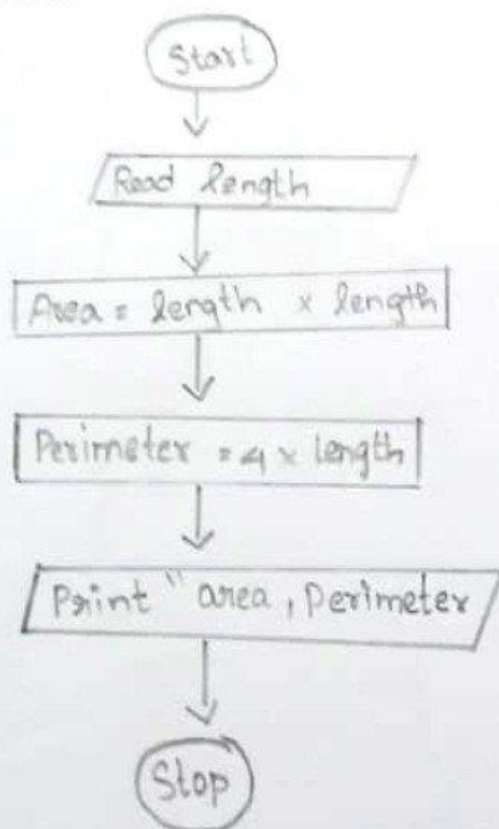 Start
Read length
Area = length × length
Perimeter = 4 × length
Print " area, Perimeter
Stop